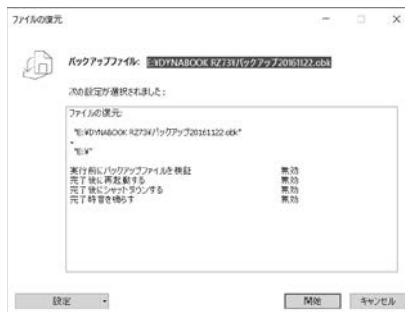 ファイルの復元
バックアップファイル: E:¥DYNABOOK RZ73¥バックアップ20161122.obk
次の設定が選択されました:
ファイルの復元:
"E:¥DYNABOOK RZ73¥バックアップ20161122.obk"
"E:¥"
実行前にバックアップファイルを検証 無効
完了後に再起動する 無効
完了後にシャットダウンする 無効
完了時音を鳴らす 無効
設定
開始 キャンセル